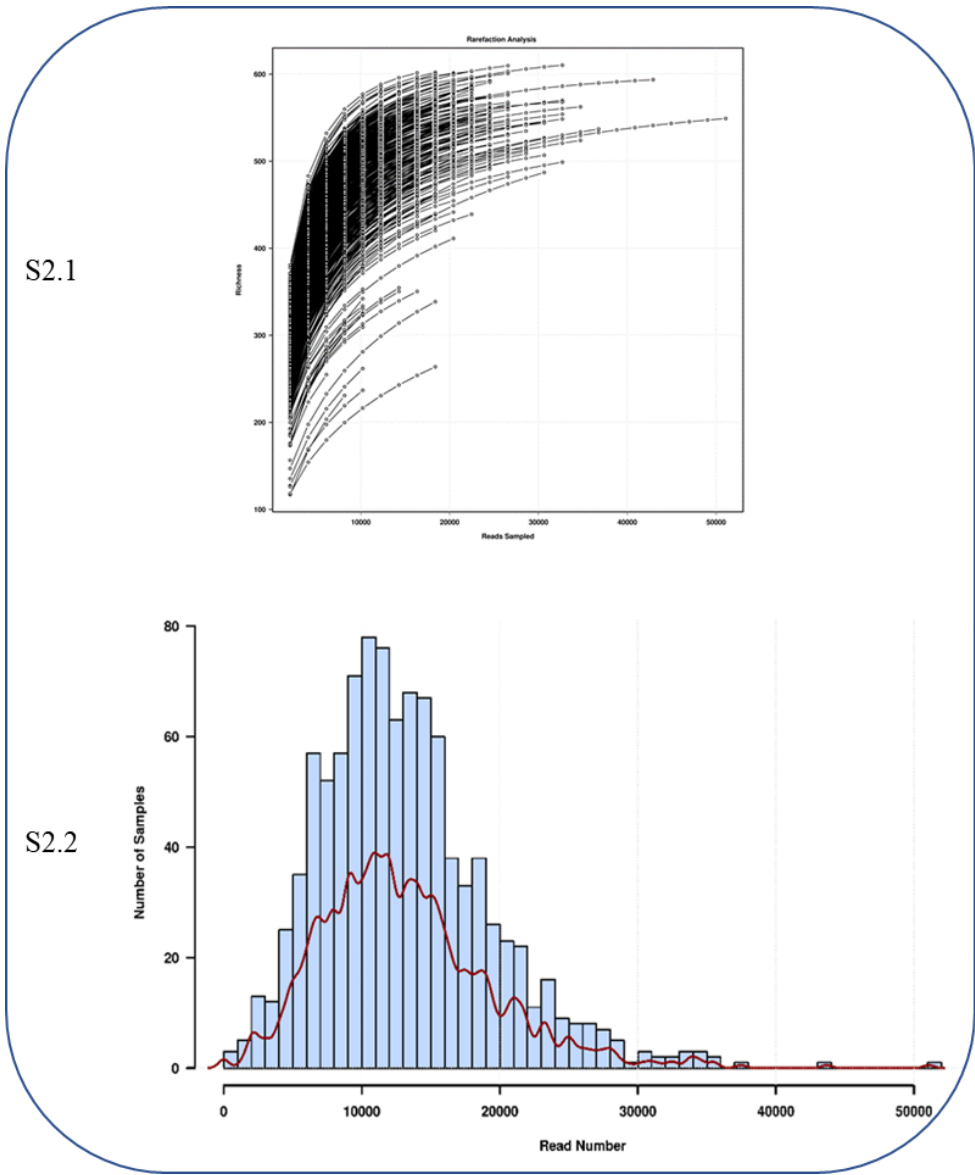 S2.1
Rarefaction Analysis
Richness
600
500
400
300
200
100
10000 20000 30000 40000 50000
Reads Sampled
S2.2
Number of Samples
80
60
40
20
0
0 10000 20000 30000 40000 50000
Read Number